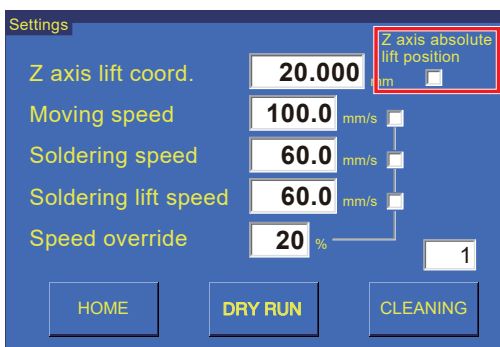 Settings
Z axis absolute
lift position
Z axis lift coord. 20.000 mm
Moving speed 100.0 mm/s
Soldering speed 60.0 mm/s
Soldering lift speed 60.0 mm/s
Speed override 20 %
1
HOME DRY RUN CLEANING